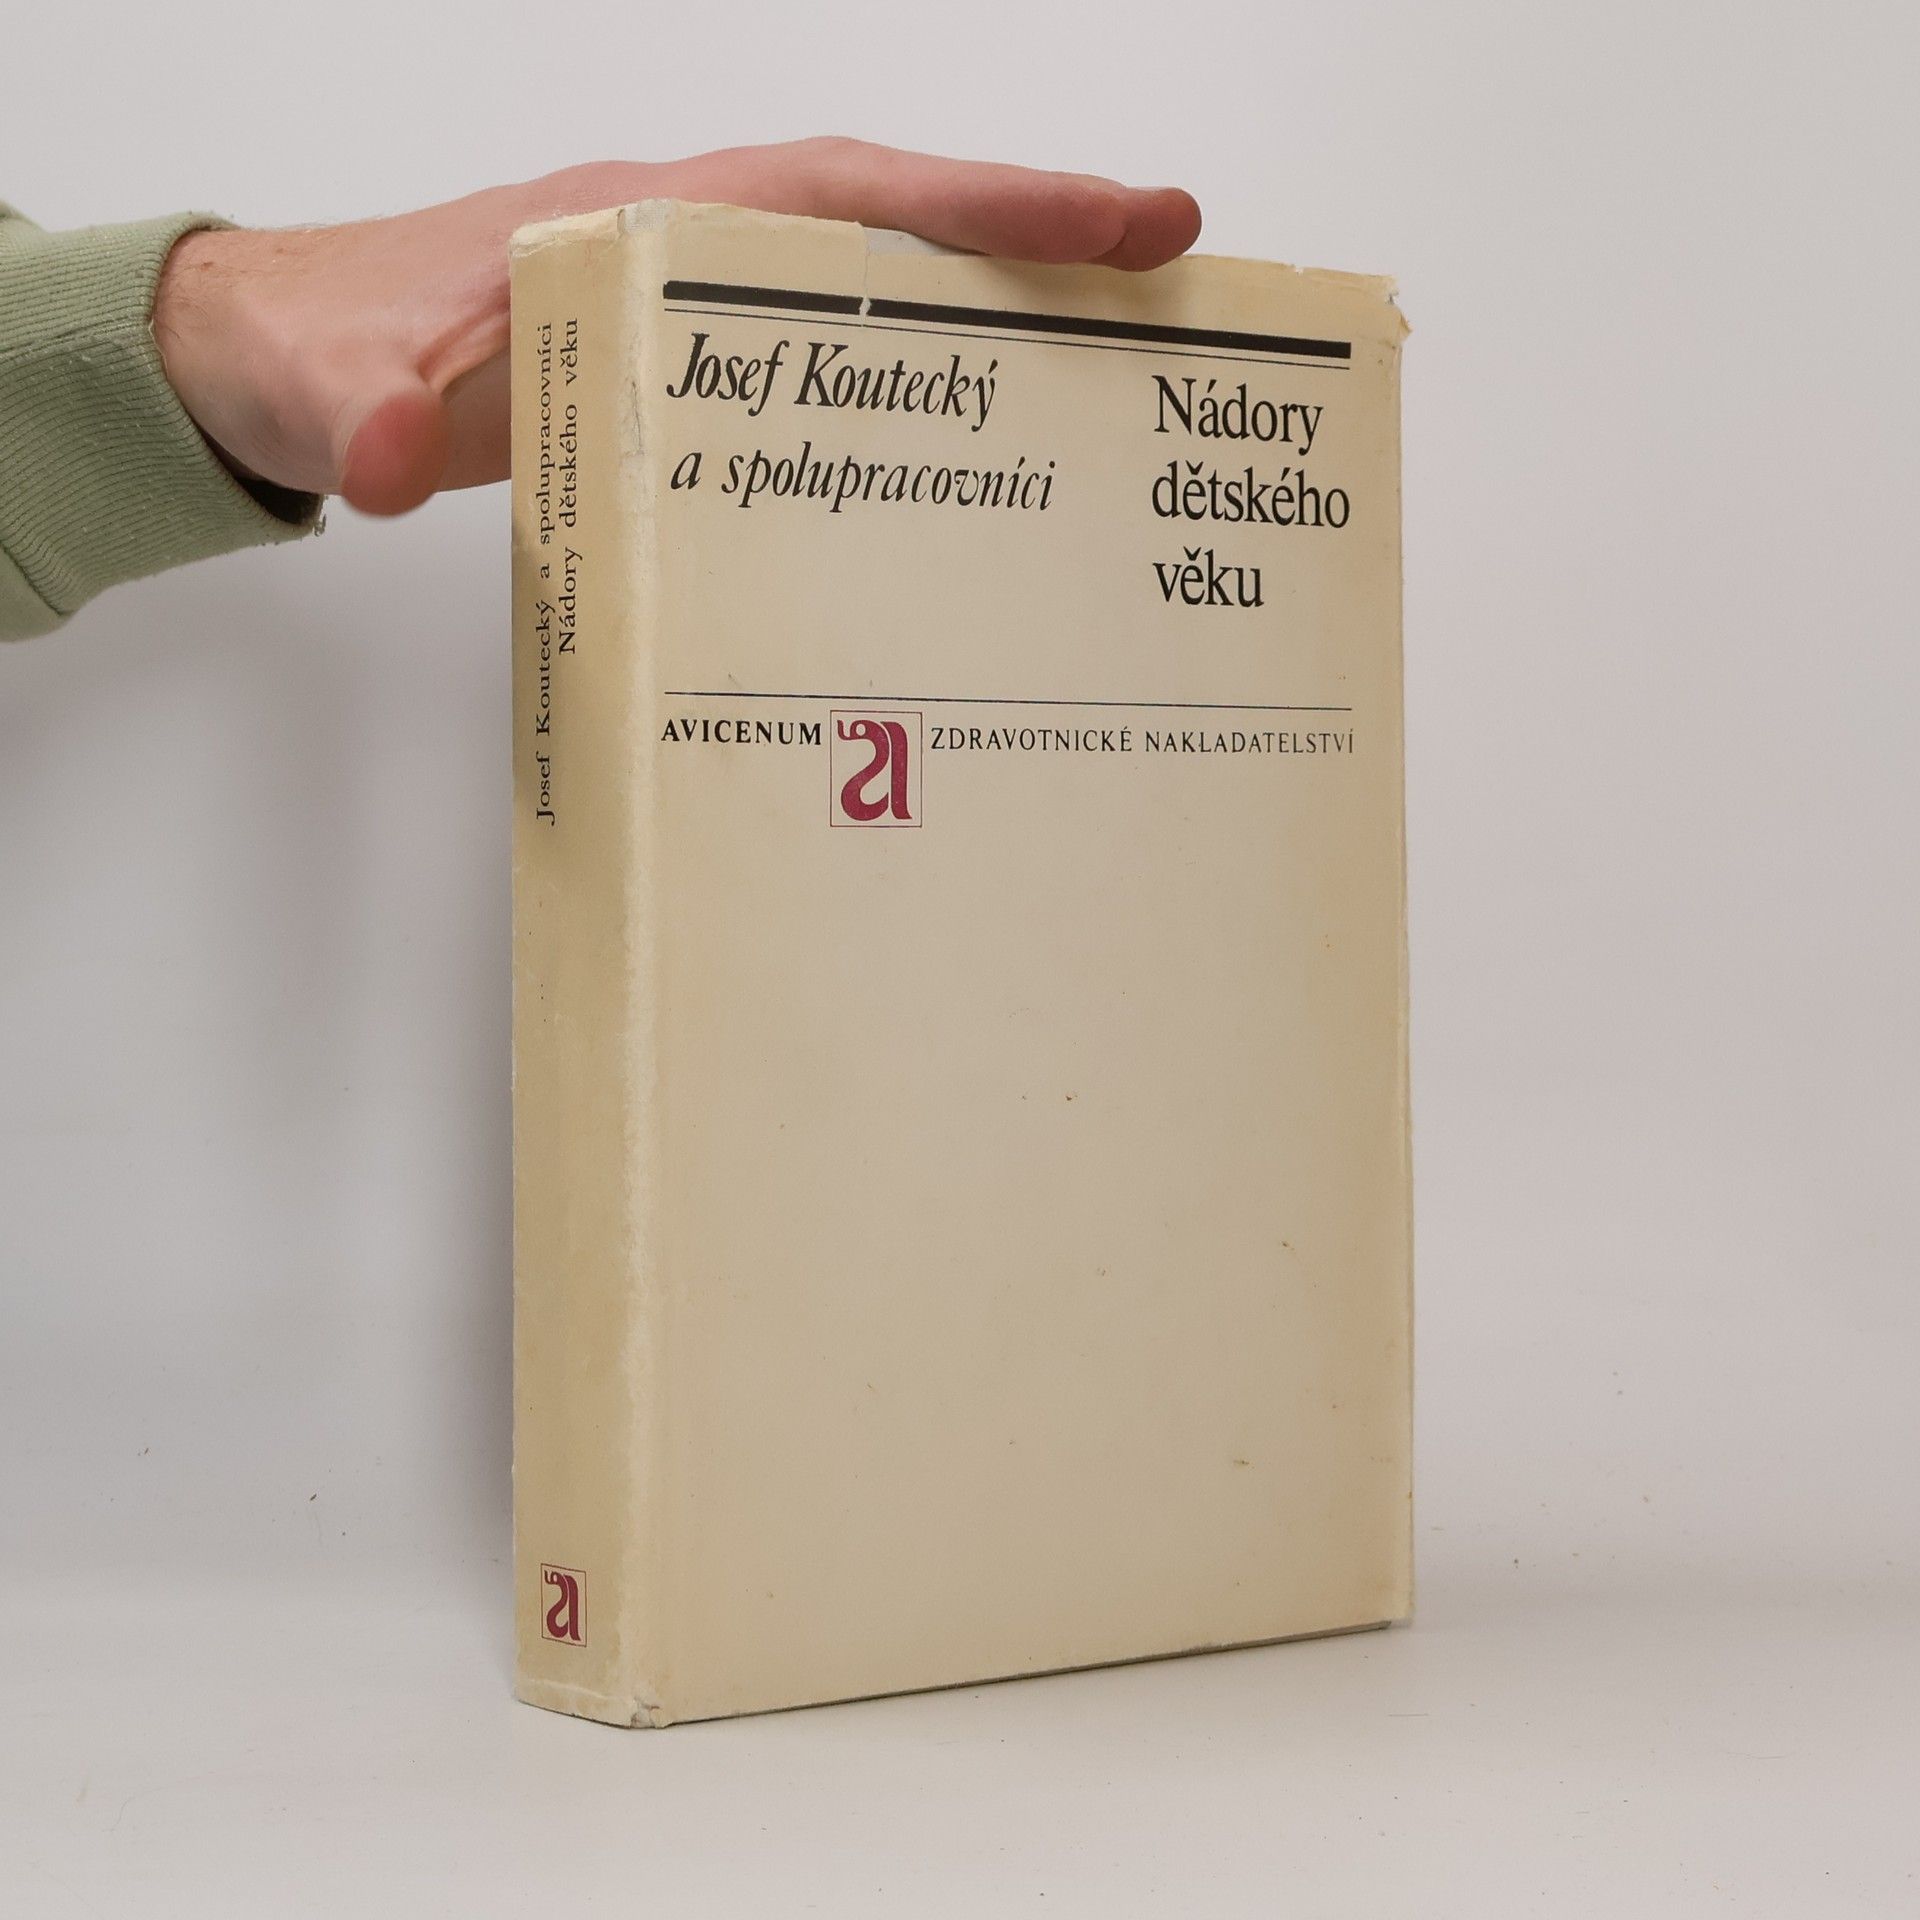 Josef Koutecký a spolupracovníci
Nádory dětského věku
Josef Koutecký
a spolupracovníci
Nádory
dětského
věku
AVICENUM a ZDRAVOTNICKÉ NAKLADATELSTVÍ
a